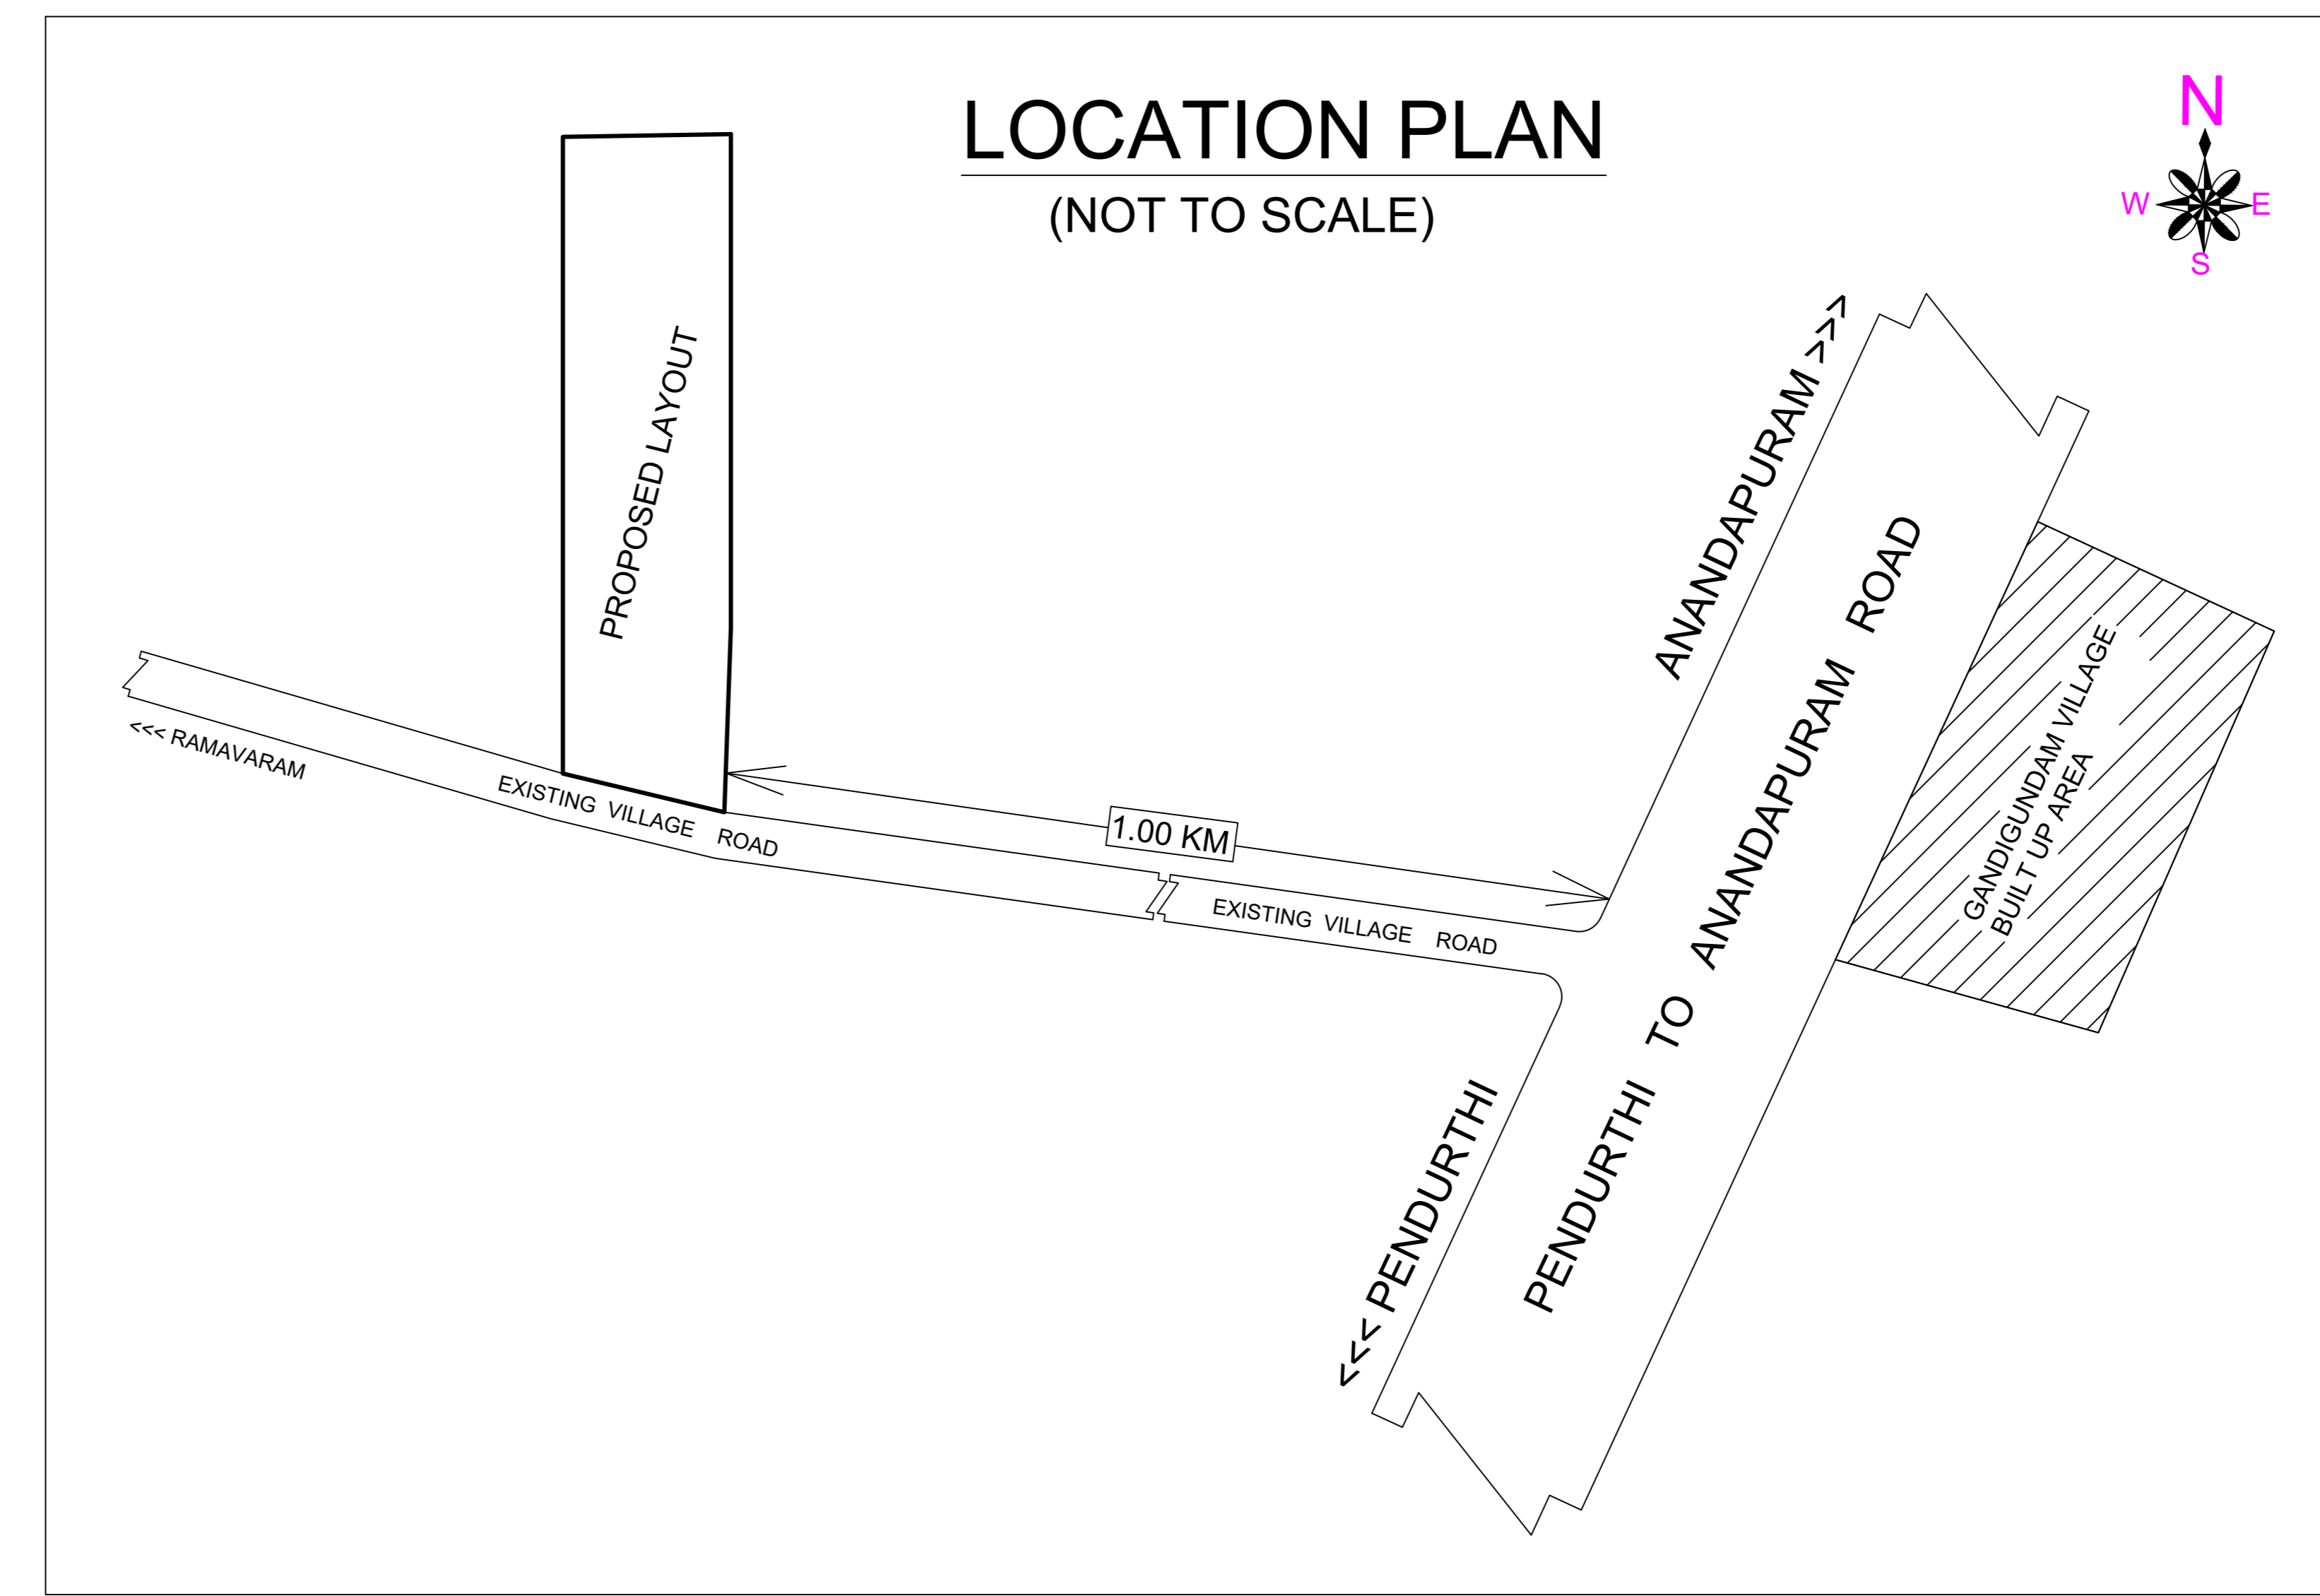 LOCATION PLAN
(NOT TO SCALE)
N
W
E
S
PROPOSED LAYOUT
ANANDAPURAM >>>
<<< RAMAVARAM
EXISTING VILLAGE ROAD
1.00 KM
EXISTING VILLAGE ROAD
PENDURTHI TO ANANDAPURAM ROAD
GANDIGUNDAM VILLAGE
BUILT UP AREA
<<< PENDURTHI